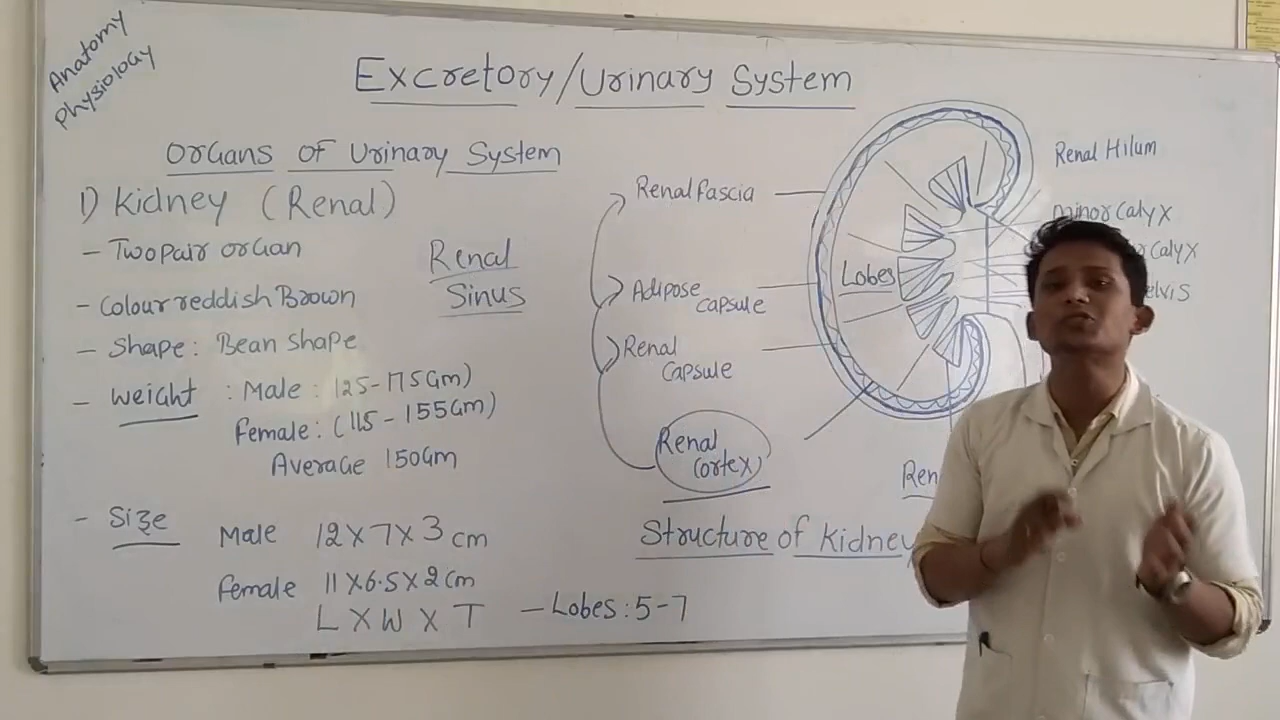 Anatomy
Physiology
Excretory/Urinary System
Organs of Urinary System
1) Kidney (Renal)
- Two pair organ
- Colour reddish Brown
- Shape: Bean shape
- Weight : Male : 125-175Gm)
Female: (115 - 155Gm)
Average 150Gm
- Size
Male 12x7x3 cm
Female 11x6.5x2cm
L x W x T
- Lobes: 5-7
Renal
Sinus
Renal fascia
Adipose
Capsule
Renal
Capsule
Renal
Cortex
Lobes
Renal Hilum
minor calyx
calyx
Ren
Structure of Kidney